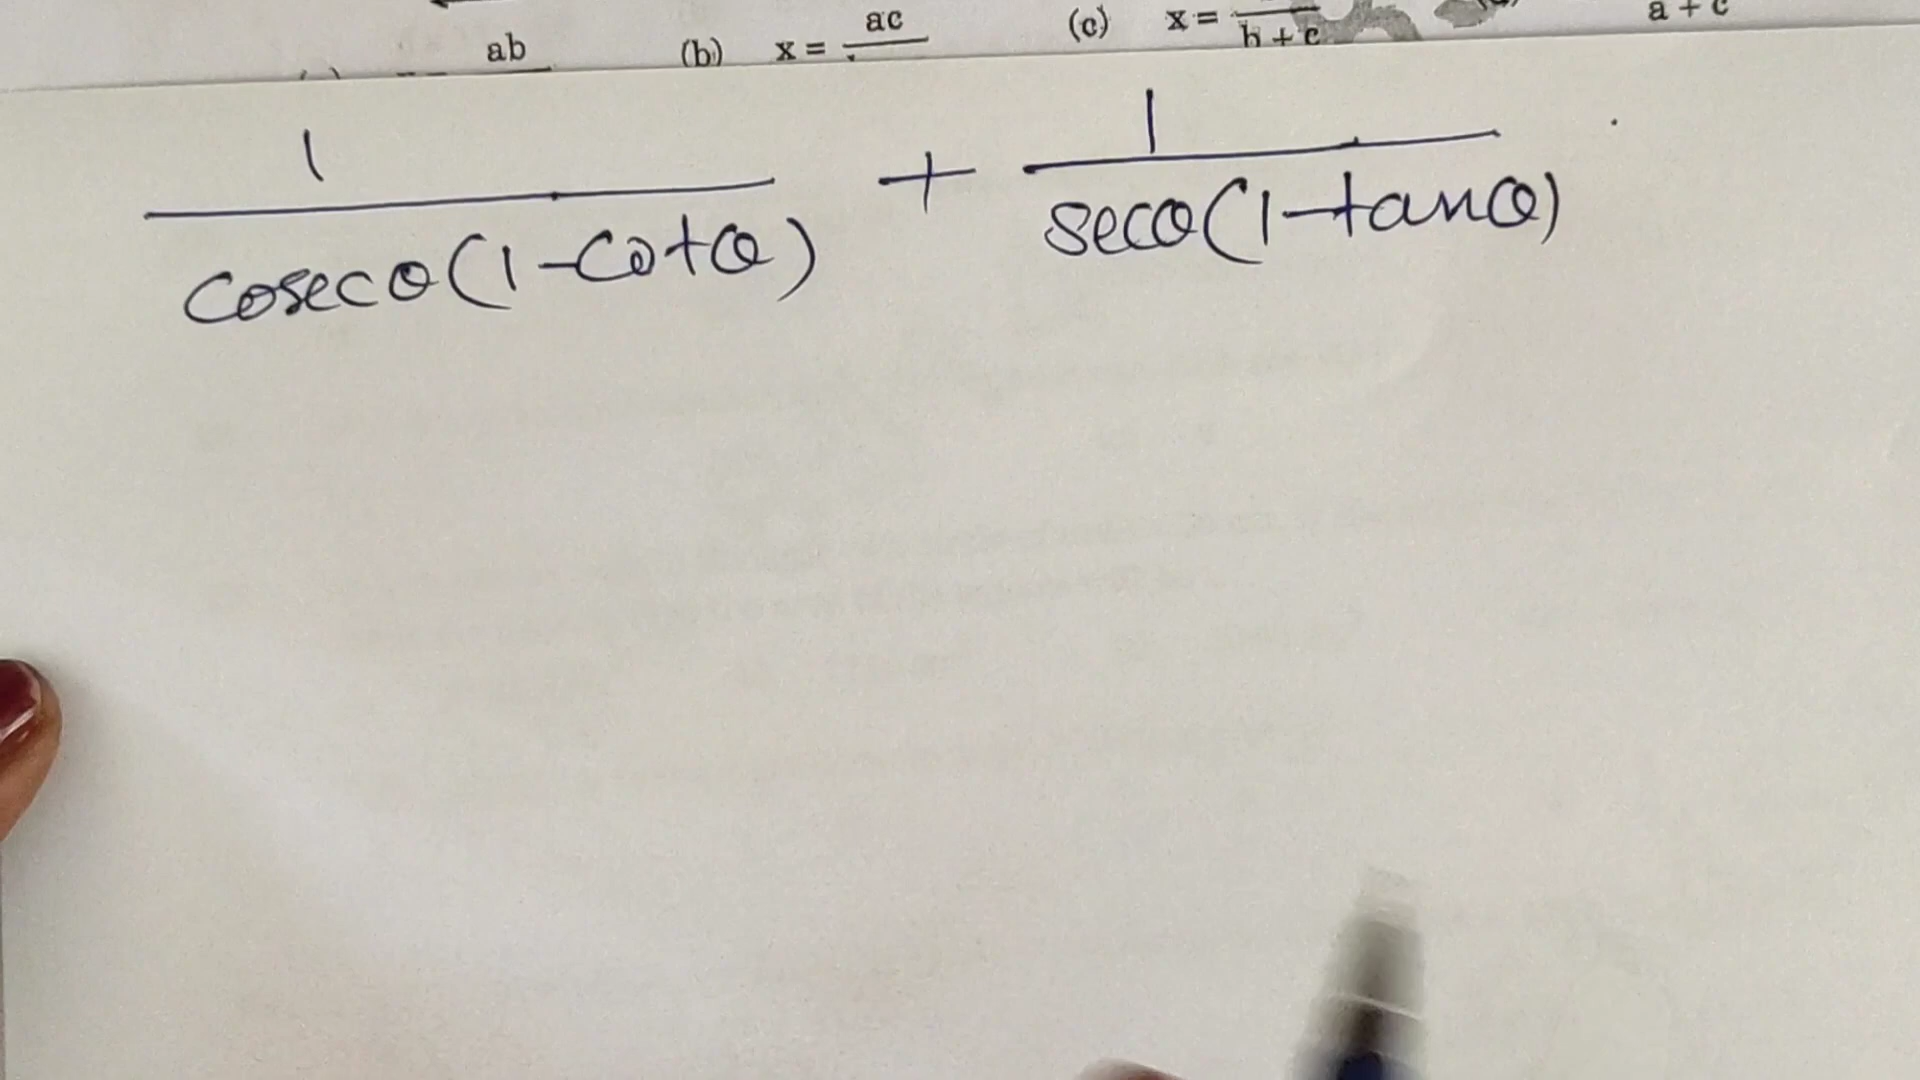 ab (b) x = ac (c) x = b + c a + c
1/cosecθ(1-cotθ) + 1/secθ(1-tanθ)